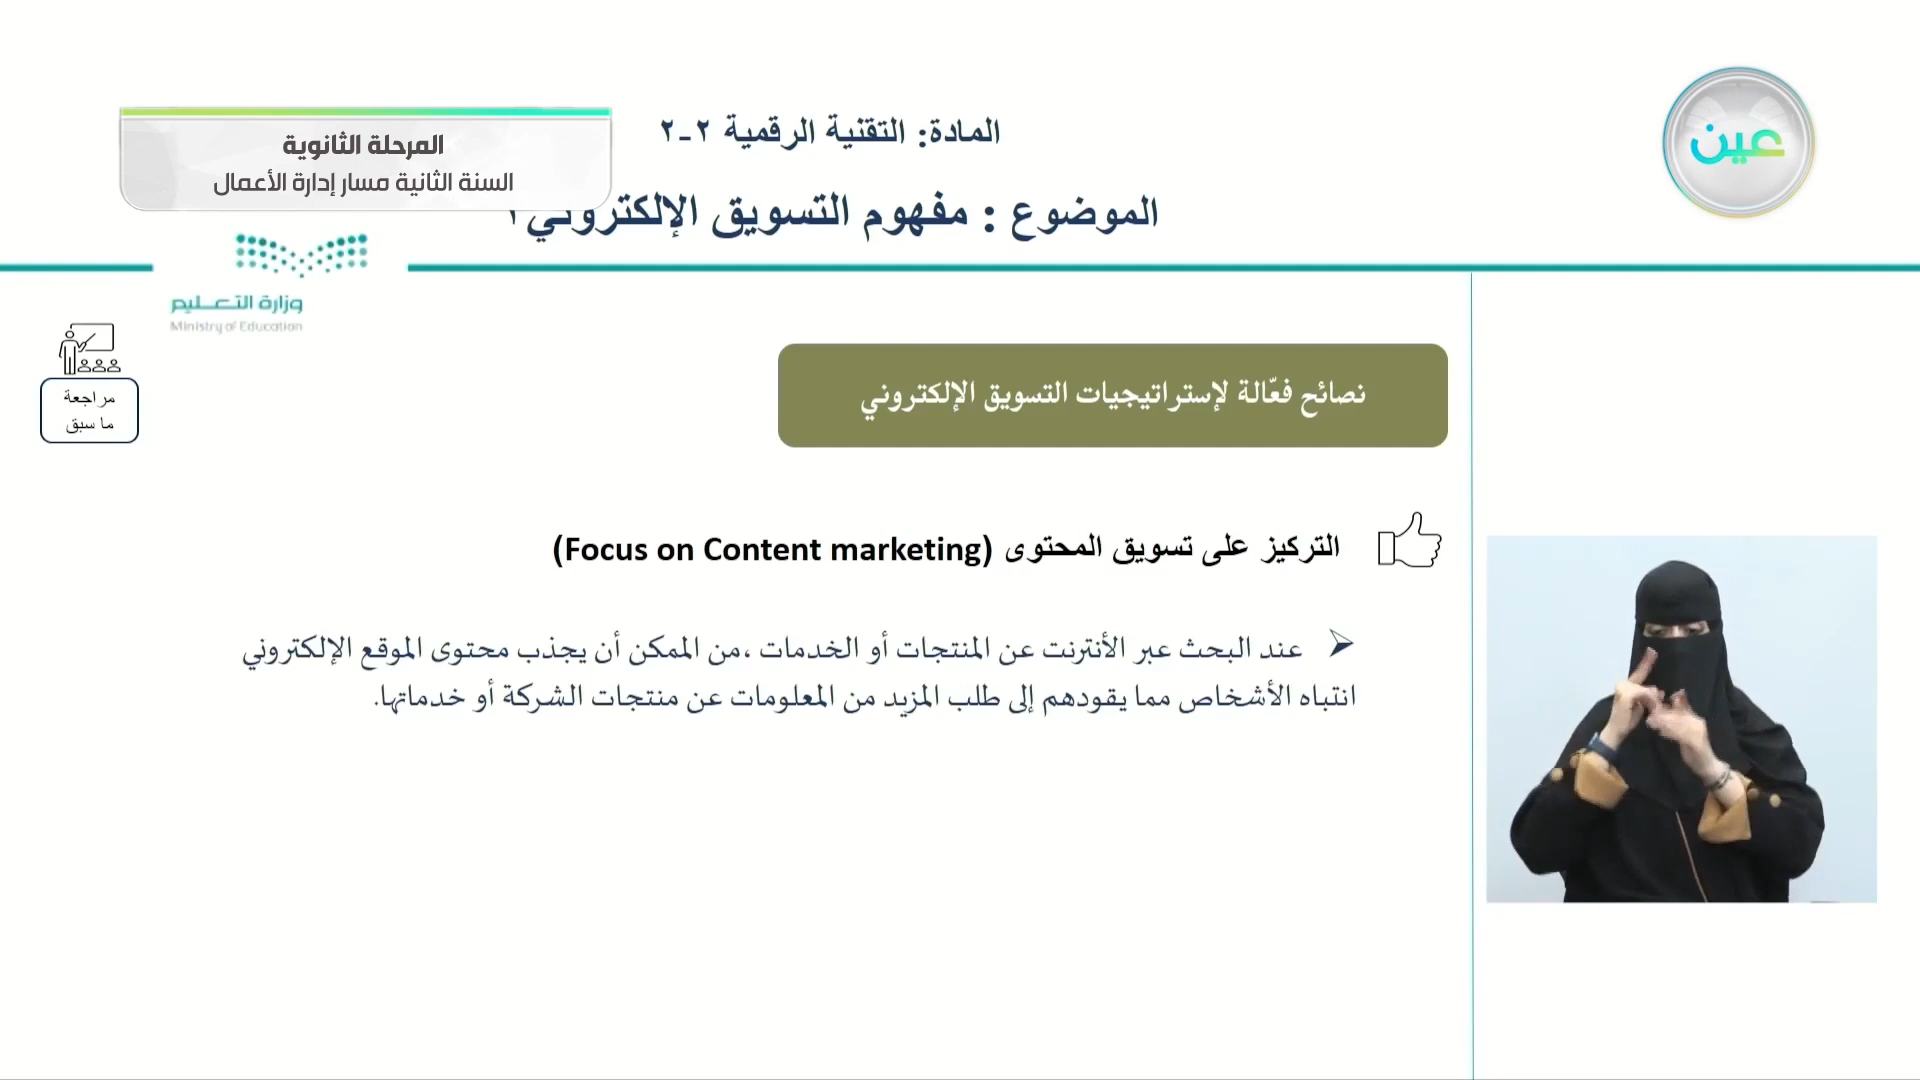 عين
المادة: التقنية الرقمية ٢-٢
المرحلة الثانوية
السنة الثانية مسار إدارة الأعمال
الموضوع : مفهوم التسويق الإلكتروني
وزارة التعليم
Ministry of Education
مراجعة
ما سبق
نصائح فعّالة لإستراتيجيات التسويق الإلكتروني
التركيز على تسويق المحتوى (Focus on Content marketing)
عند البحث عبر الأنترنت عن المنتجات أو الخدمات ،من الممكن أن يجذب محتوى الموقع الإلكتروني
انتباه الأشخاص مما يقودهم إلى طلب المزيد من المعلومات عن منتجات الشركة أو خدماتها.